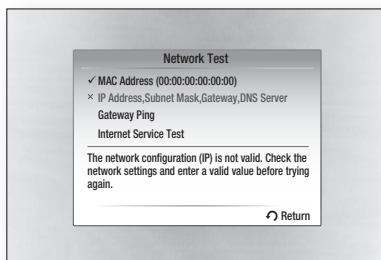 Network Test
✓ MAC Address (00:00:00:00:00:00)
× IP Address,Subnet Mask,Gateway,DNS Server
Gateway Ping
Internet Service Test
The network configuration (IP) is not valid. Check the
network settings and enter a valid value before trying
again.
Return